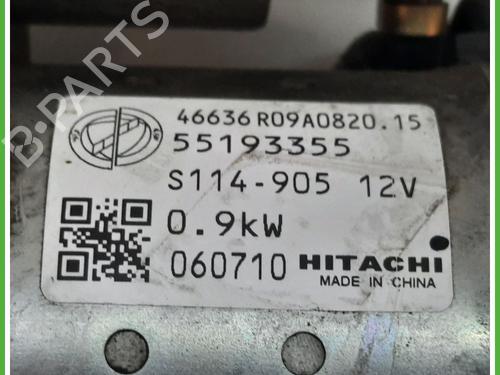 B-PARTS
46636 R09A0820.15
55193355
S114-905 12V
0.9kW
060710 HITACHI
MADE IN CHINA